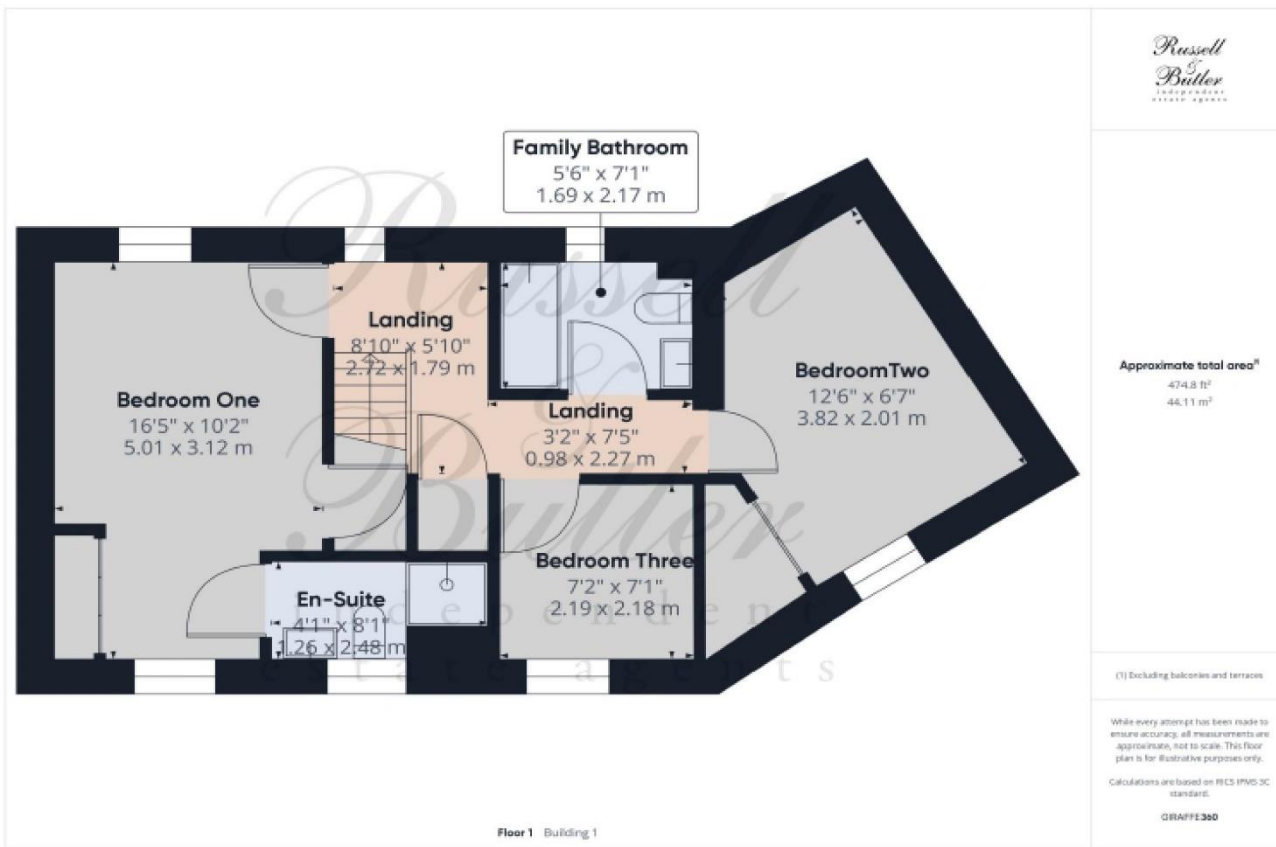 Russell
&
Butler
independent
estate agents
Family Bathroom
5'6" x 7'1"
1.69 x 2.17 m
Landing
8'10" x 5'10"
2.72 x 1.79 m
Bedroom One
16'5" x 10'2"
5.01 x 3.12 m
BedroomTwo
12'6" x 6'7"
3.82 x 2.01 m
Landing
3'2" x 7'5"
0.98 x 2.27 m
Bedroom Three
7'2" x 7'1"
2.19 x 2.18 m
En-Suite
4'1" x 8'1"
1.26 x 2.48 m
Russell
&
Butler
independent
estate agents
Approximate total area⁽¹⁾
474.8 ft²
44.11 m²
(1) Excluding balconies and terraces
While every attempt has been made to
ensure accuracy, all measurements are
approximate, not to scale. This floor
plan is for illustrative purposes only.
Calculations are based on RICS IPMS 3C
standard.
GIRAFFE360
Floor 1 Building 1